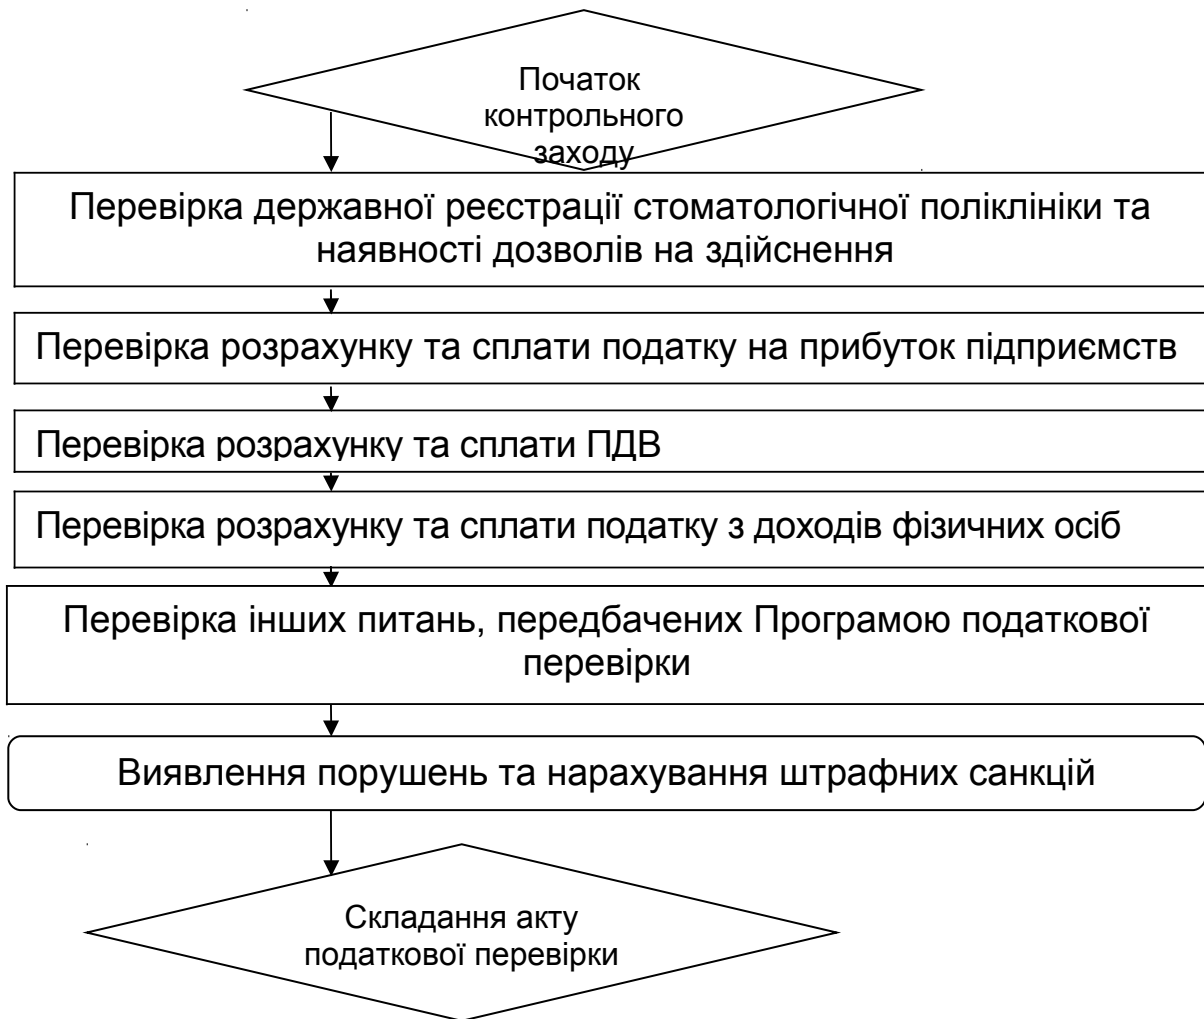 Початок
контрольного
заходу
Перевірка державної реєстрації стоматологічної поліклініки та
наявності дозволів на здійснення
Перевірка розрахунку та сплати податку на прибуток підприємств
Перевірка розрахунку та сплати ПДВ
Перевірка розрахунку та сплати податку з доходів фізичних осіб
Перевірка інших питань, передбачених Програмою податкової
перевірки
Виявлення порушень та нарахування штрафних санкцій
Складання акту
податкової перевірки